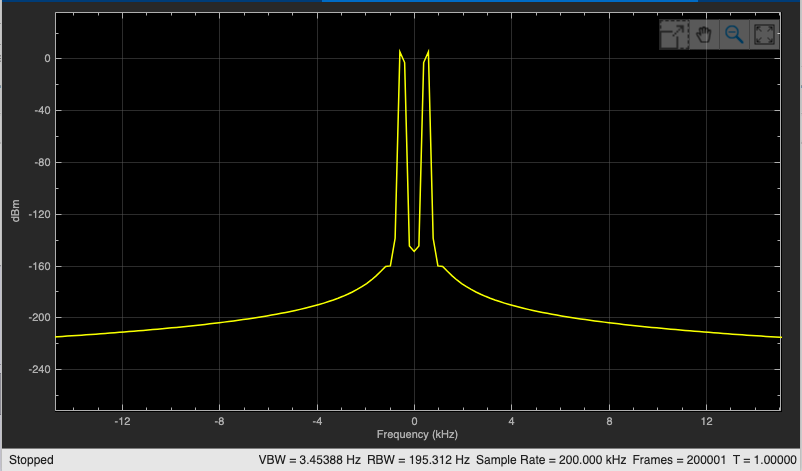 0
-40
-80
-120
-160
-200
-240
dBm
-12 -8 -4 0 4 8 12
Frequency (kHz)
Stopped VBW = 3.45388 Hz RBW = 195.312 Hz Sample Rate = 200.000 kHz Frames = 200001 T = 1.00000